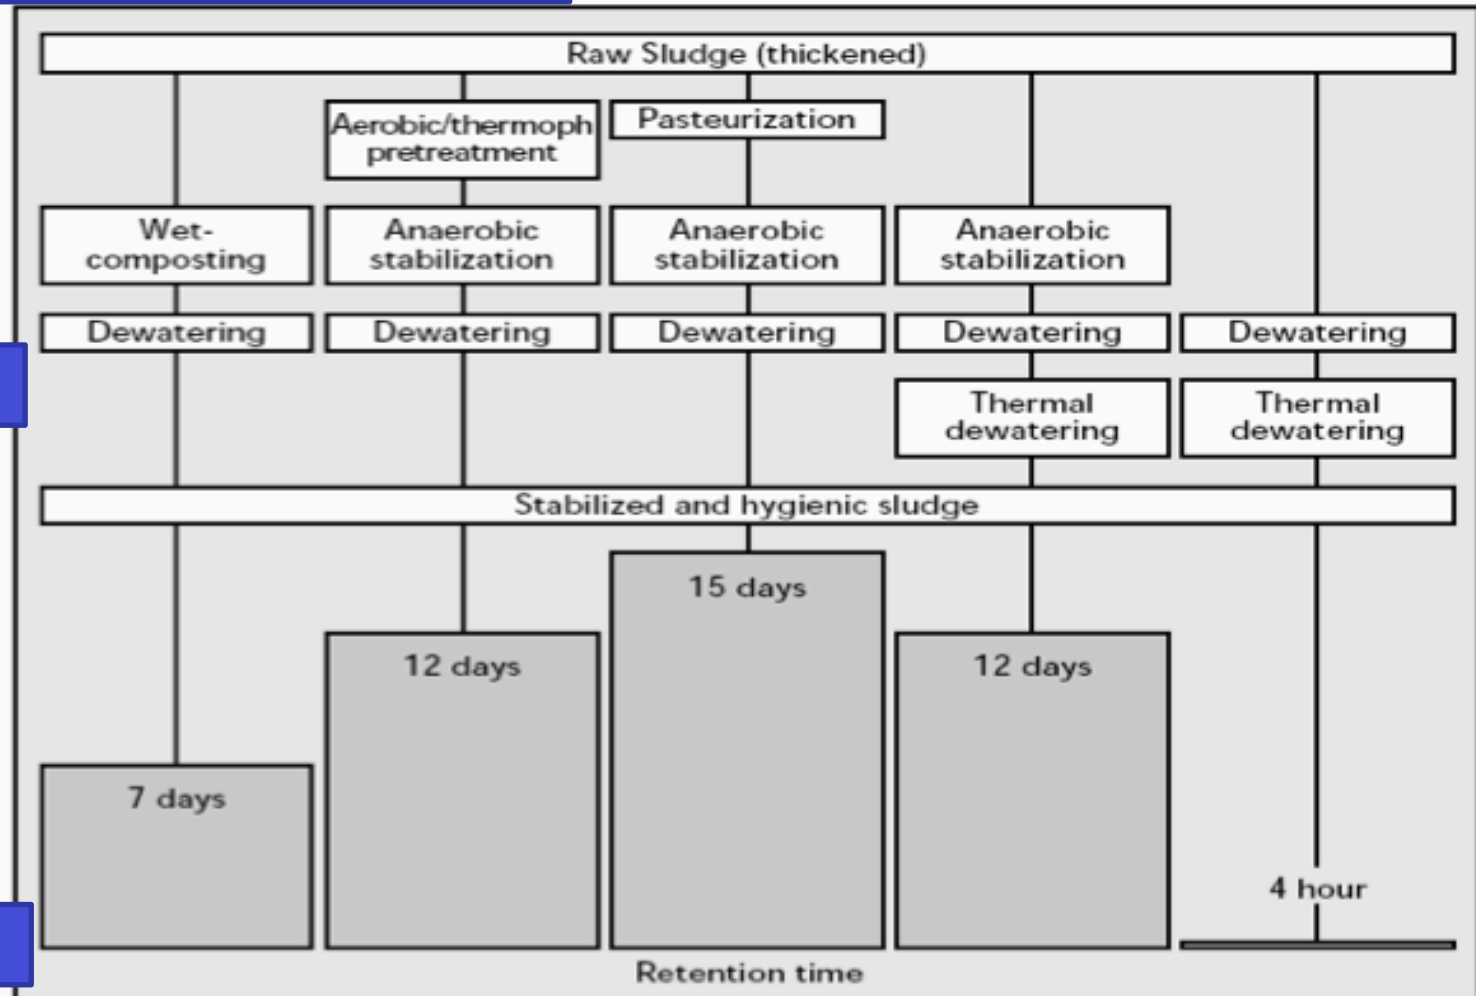 Raw Sludge (thickened)
Aerobic/thermoph
pretreatment
Pasteurization
Wet-
composting
Anaerobic
stabilization
Anaerobic
stabilization
Anaerobic
stabilization
Dewatering
Dewatering
Dewatering
Dewatering
Dewatering
Thermal
dewatering
Thermal
dewatering
Stabilized and hygienic sludge
15 days
12 days
12 days
7 days
4 hour
Retention time